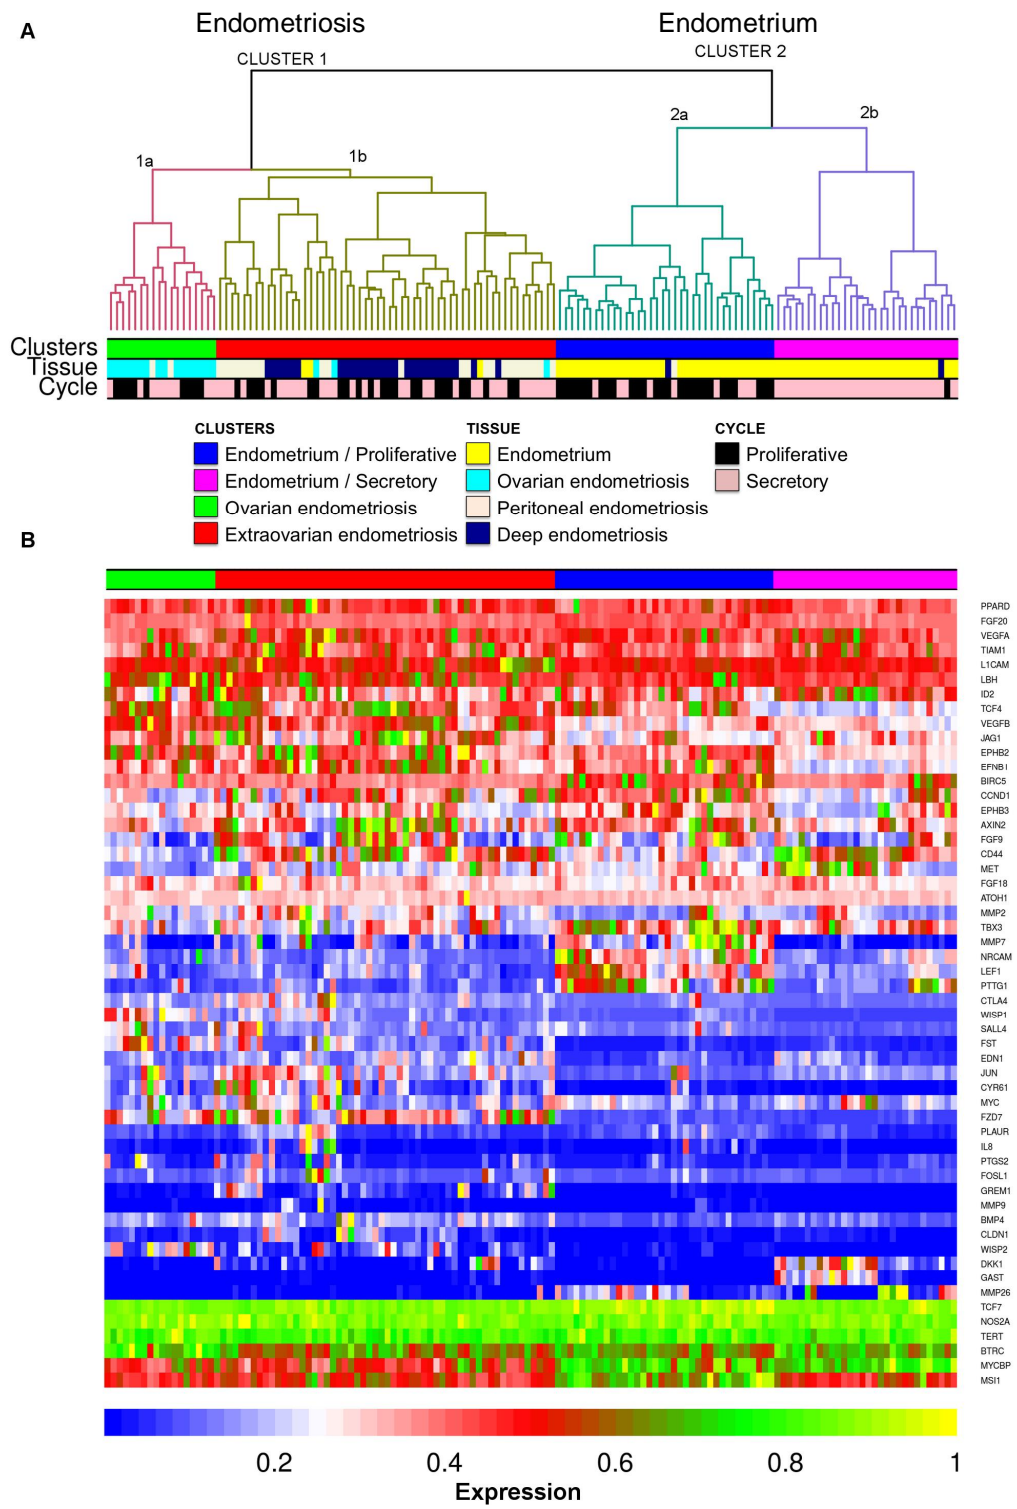 A
Endometriosis
Endometrium
CLUSTER 1
CLUSTER 2
2a
2b
1a
1b
Clusters
Tissue
Cycle
CLUSTERS
TISSUE
CYCLE
Endometrium / Proliferative
Endometrium
Proliferative
Endometrium / Secretory
Ovarian endometriosis
Secretory
Ovarian endometriosis
Peritoneal endometriosis
Extraovarian endometriosis
Deep endometriosis
B
PPARD
FGF20
VEGFA
TIAM1
L1CAM
LBH
ID2
TCF4
VEGFB
JAG1
EPHB2
EFNB1
BIRC5
CCND1
EPHB3
AXIN2
FGF9
CD44
MET
FGF18
ATOH1
MMP2
TBX3
MMP7
NRCAM
LEF1
PTTG1
CTLA4
WISP1
SALL4
FST
EDN1
JUN
CYR61
MYC
FZD7
PLAUR
IL8
PTGS2
FOSL1
GREM1
MMP9
BMP4
CLDN1
WISP2
DKK1
GAST
MMP26
TCF7
NOS2A
TERT
BTRC
MYCBP
MSI1
0.2 0.4 0.6 0.8 1
Expression